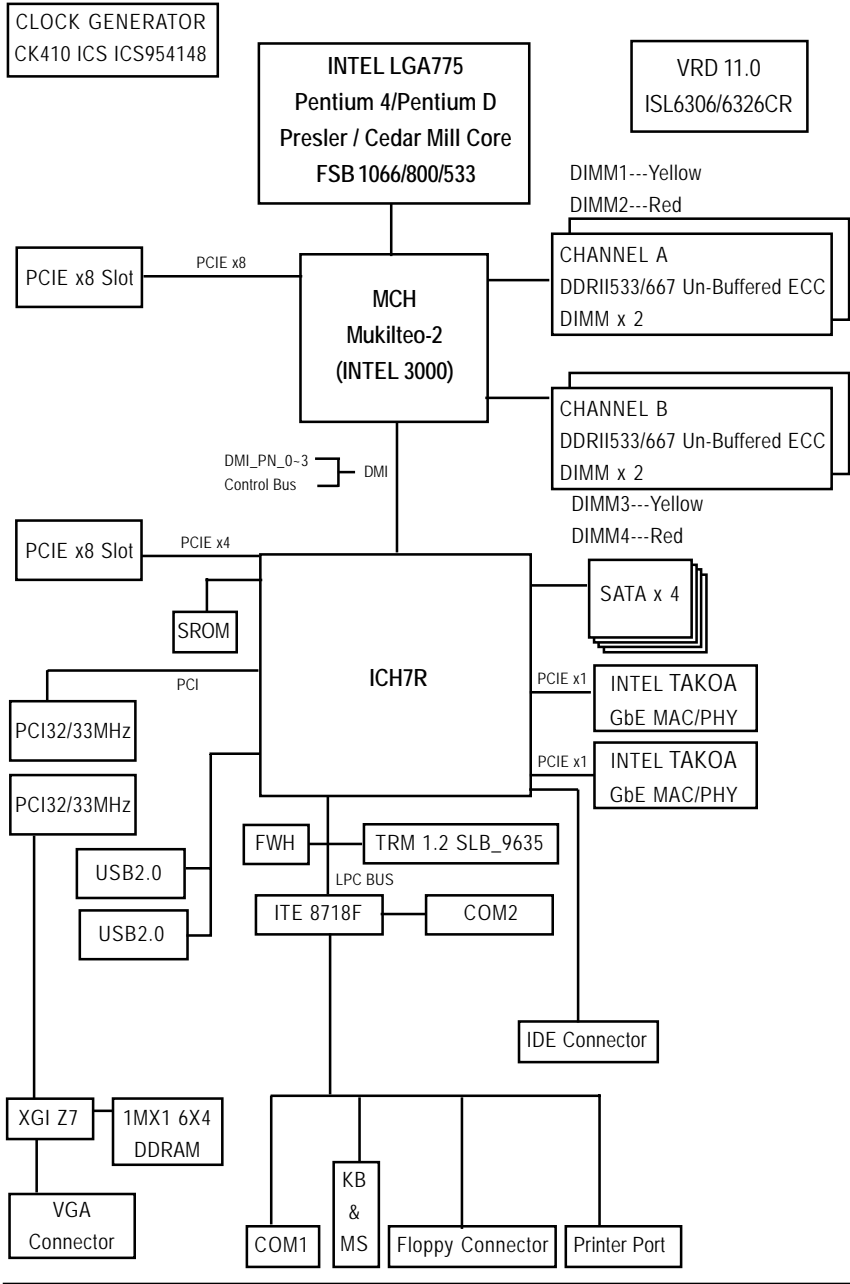 CLOCK GENERATOR
CK410 ICS ICS954148
INTEL LGA775
Pentium 4/Pentium D
Presler / Cedar Mill Core
FSB 1066/800/533
VRD 11.0
ISL6306/6326CR
DIMM1---Yellow
DIMM2---Red
PCIE x8 Slot
PCIE x8
MCH
Mukilteo-2
(INTEL 3000)
CHANNEL A
DDRII533/667 Un-Buffered ECC
DIMM x 2
CHANNEL B
DDRII533/667 Un-Buffered ECC
DIMM x 2
DMI_PN_0~3
Control Bus
DMI
DIMM3---Yellow
DIMM4---Red
PCIE x8 Slot
PCIE x4
SROM
ICH7R
SATA x 4
PCI
PCIE x1
INTEL TAKOA
GbE MAC/PHY
PCI32/33MHz
PCIE x1
INTEL TAKOA
GbE MAC/PHY
PCI32/33MHz
FWH
TRM 1.2 SLB_9635
USB2.0
LPC BUS
ITE 8718F
COM2
USB2.0
IDE Connector
XGI Z7
1MX1 6X4
DDRAM
VGA
Connector
COM1
KB
&
MS
Floppy Connector
Printer Port